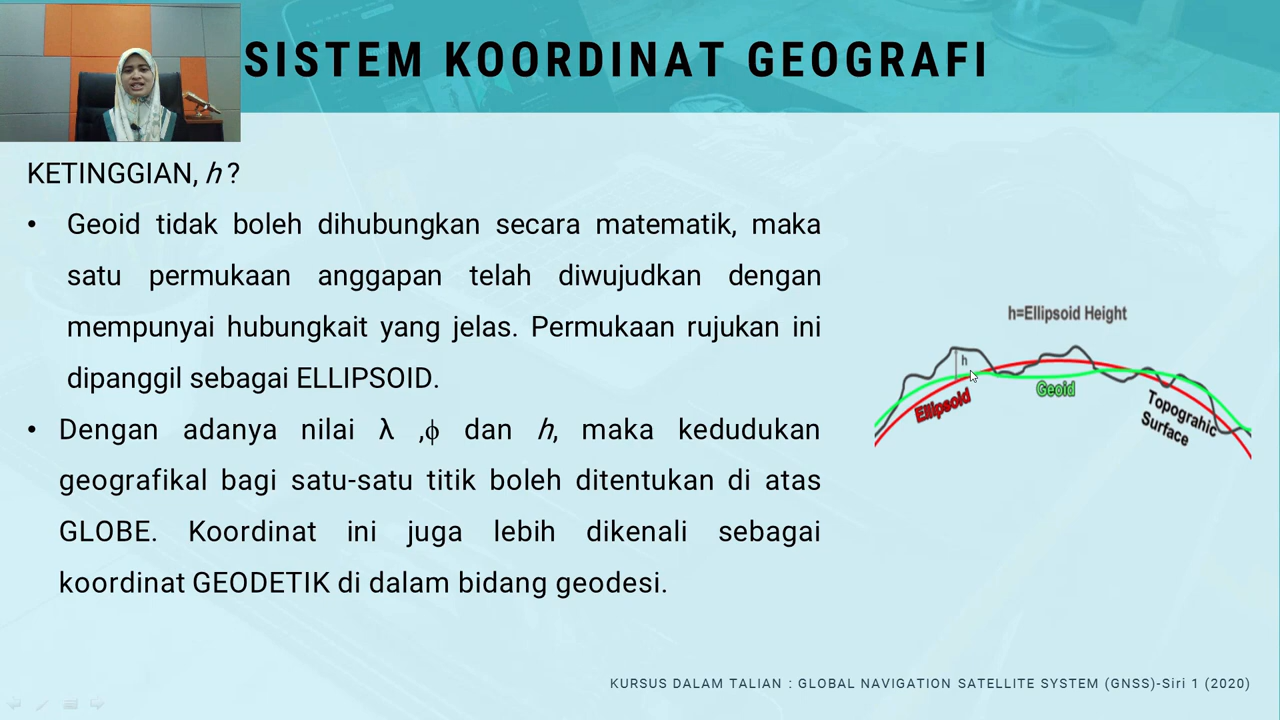 SISTEM KOORDINAT GEOGRAFI
KETINGGIAN, h ?
• Geoid tidak boleh dihubungkan secara matematik, maka
satu permukaan anggapan telah diwujudkan dengan
mempunyai hubungkait yang jelas. Permukaan rujukan ini
dipanggil sebagai ELLIPSOID.
• Dengan adanya nilai λ ,ϕ dan h, maka kedudukan
geografikal bagi satu-satu titik boleh ditentukan di atas
GLOBE. Koordinat ini juga lebih dikenali sebagai
koordinat GEODETIK di dalam bidang geodesi.
h=Ellipsoid Height
h
Ellipsoid
Geoid
Topograhic
Surface
KURSUS DALAM TALIAN : GLOBAL NAVIGATION SATELLITE SYSTEM (GNSS)-Siri 1 (2020)